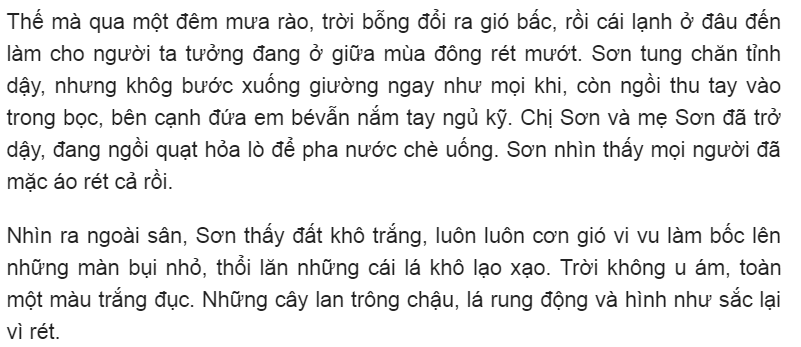 Thế mà qua một đêm mưa rào, trời bỗng đổi ra gió bấc, rồi cái lạnh ở đâu đến
làm cho người ta tưởng đang ở giữa mùa đông rét mướt. Sơn tung chăn tỉnh
dậy, nhưng khôg bước xuống giường ngay như mọi khi, còn ngồi thu tay vào
trong bọc, bên cạnh đứa em bévẫn nắm tay ngủ kỹ. Chị Sơn và mẹ Sơn đã trở
dậy, đang ngồi quạt hỏa lò để pha nước chè uống. Sơn nhìn thấy mọi người đã
mặc áo rét cả rồi.
Nhìn ra ngoài sân, Sơn thấy đất khô trắng, luôn luôn cơn gió vi vu làm bốc lên
những màn bụi nhỏ, thổi lăn những cái lá khô lạo xạo. Trời không u ám, toàn
một màu trắng đục. Những cây lan trông chậu, lá rung động và hình như sắc lại
vì rét.